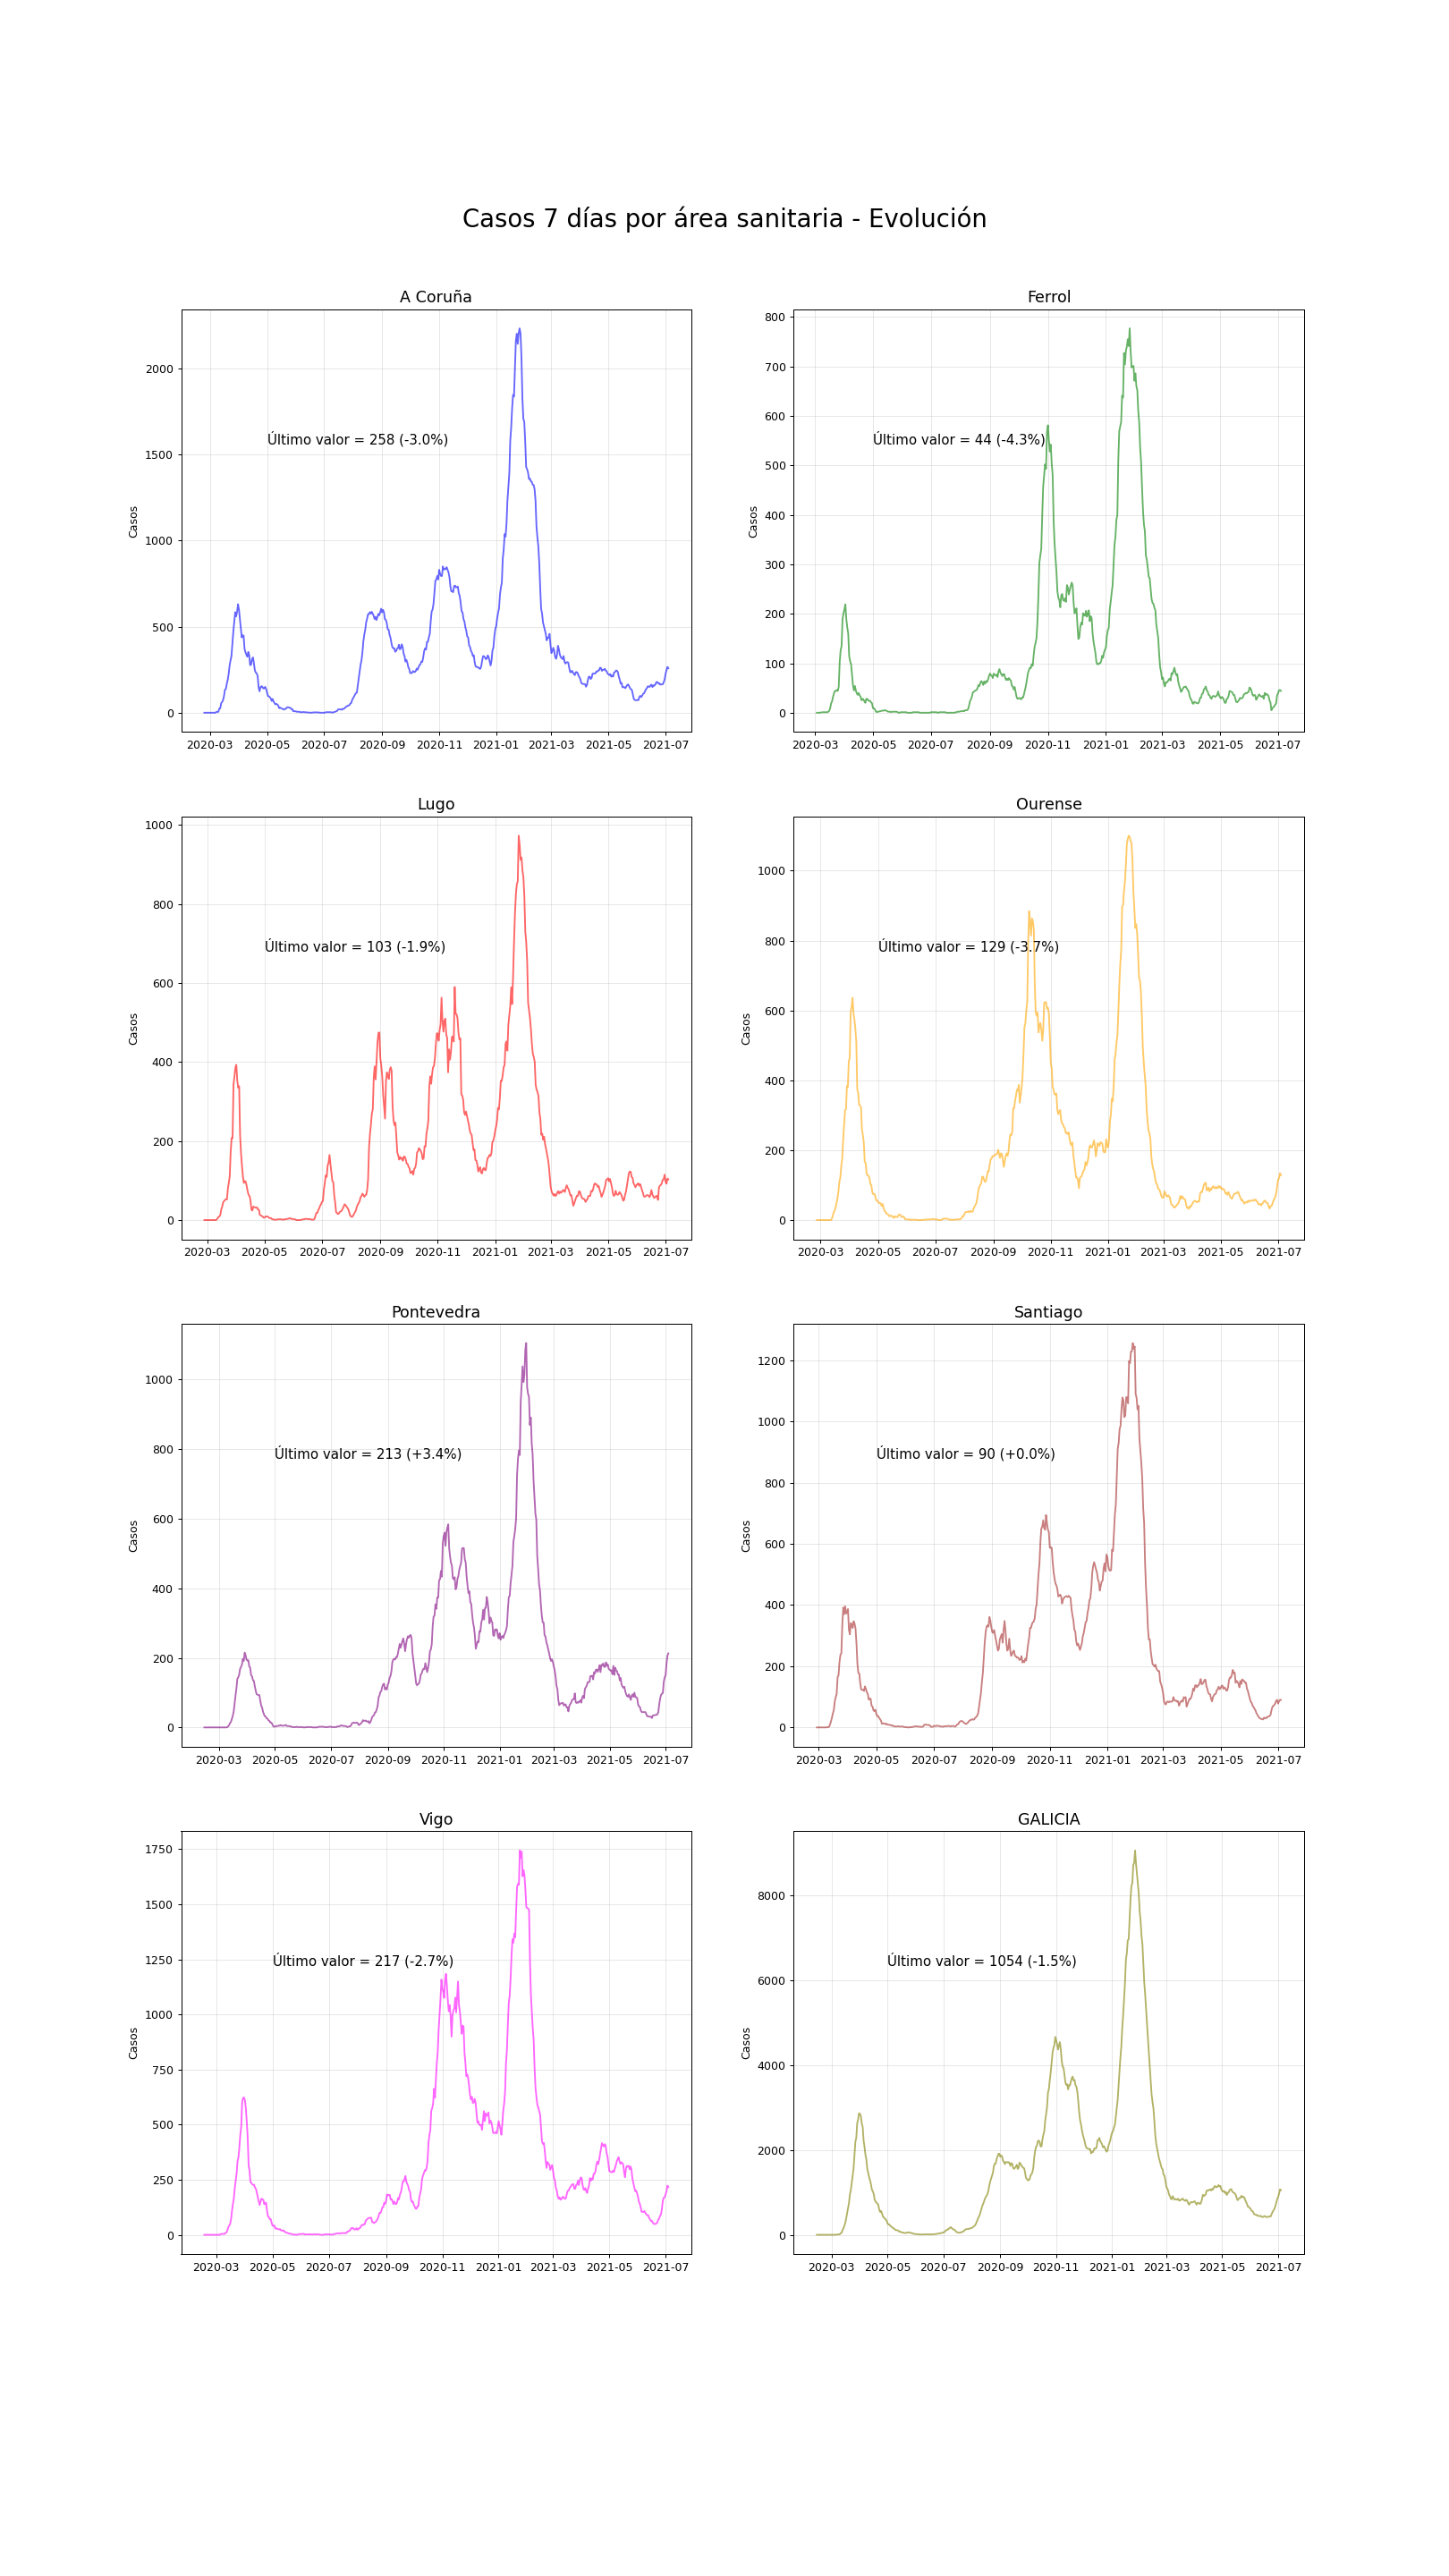 Casos 7 días por área sanitaria - Evolución
A Coruña
Casos
2000
1500
1000
500
0
Último valor = 258 (-3.0%)
2020-03 2020-05 2020-07 2020-09 2020-11 2021-01 2021-03 2021-05 2021-07
Ferrol
Casos
800
700
600
500
400
300
200
100
0
Último valor = 44 (-4.3%)
2020-03 2020-05 2020-07 2020-09 2020-11 2021-01 2021-03 2021-05 2021-07
Lugo
Casos
1000
800
600
400
200
0
Último valor = 103 (-1.9%)
2020-03 2020-05 2020-07 2020-09 2020-11 2021-01 2021-03 2021-05 2021-07
Ourense
Casos
1000
800
600
400
200
0
Último valor = 129 (-3.7%)
2020-03 2020-05 2020-07 2020-09 2020-11 2021-01 2021-03 2021-05 2021-07
Pontevedra
Casos
1000
800
600
400
200
0
Último valor = 213 (+3.4%)
2020-03 2020-05 2020-07 2020-09 2020-11 2021-01 2021-03 2021-05 2021-07
Santiago
Casos
1200
1000
800
600
400
200
0
Último valor = 90 (+0.0%)
2020-03 2020-05 2020-07 2020-09 2020-11 2021-01 2021-03 2021-05 2021-07
Vigo
Casos
1750
1500
1250
1000
750
500
250
0
Último valor = 217 (-2.7%)
2020-03 2020-05 2020-07 2020-09 2020-11 2021-01 2021-03 2021-05 2021-07
GALICIA
Casos
8000
6000
4000
2000
0
Último valor = 1054 (-1.5%)
2020-03 2020-05 2020-07 2020-09 2020-11 2021-01 2021-03 2021-05 2021-07